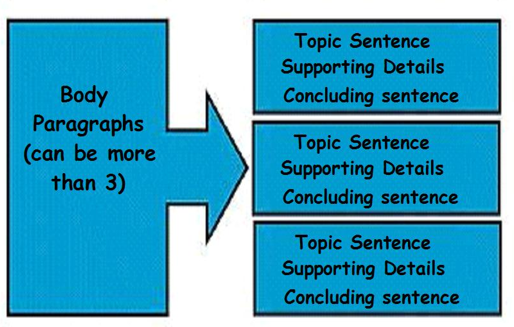 Body
Paragraphs
(can be more
than 3)
Topic Sentence
Supporting Details
Concluding sentence
Topic Sentence
Supporting Details
Concluding sentence
Topic Sentence
Supporting Details
Concluding sentence